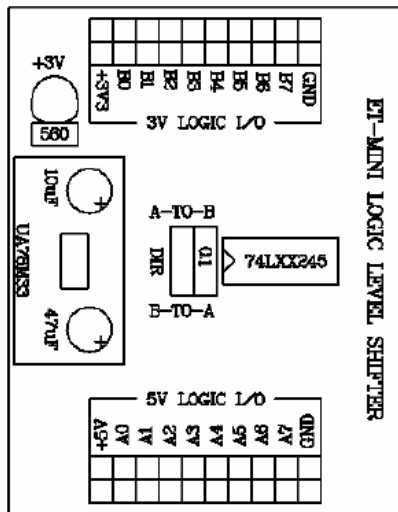 +3V
560
+3V3 B0 B1 B2 B3 B4 B5 B6 B7 GND
3V LOGIC I/O
ET-MINI LOGIC LEVEL SHIFTER
10uF
UA78M33
47uF
A-TO-B
DIR
G1
74LXX245
B-TO-A
5V LOGIC I/O
+5V A0 A1 A2 A3 A4 A5 A6 A7 GND